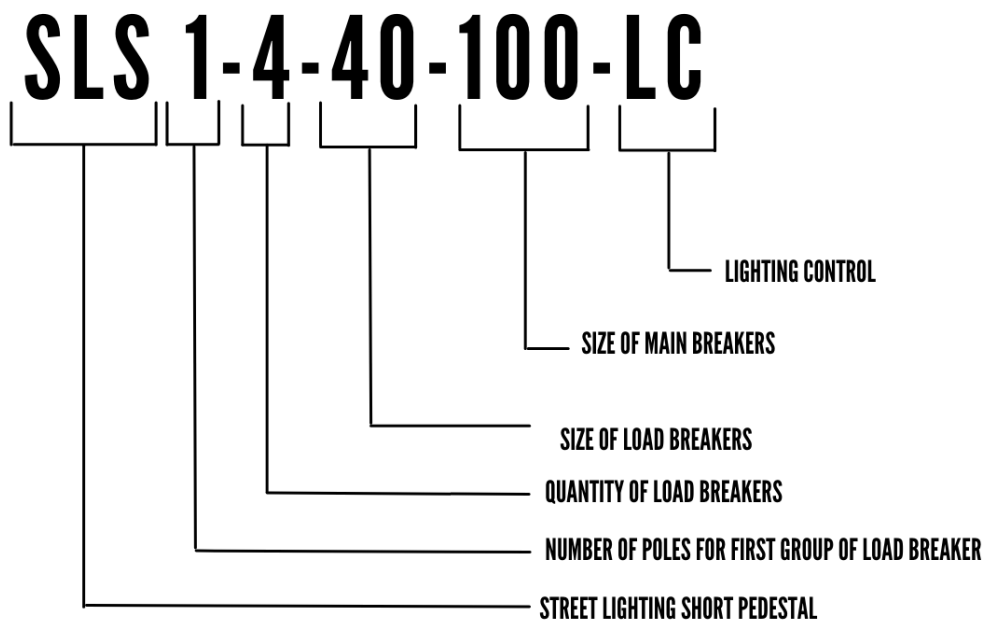 SLS 1-4-40-100-LC
LIGHTING CONTROL
SIZE OF MAIN BREAKERS
SIZE OF LOAD BREAKERS
QUANTITY OF LOAD BREAKERS
NUMBER OF POLES FOR FIRST GROUP OF LOAD BREAKER
STREET LIGHTING SHORT PEDESTAL